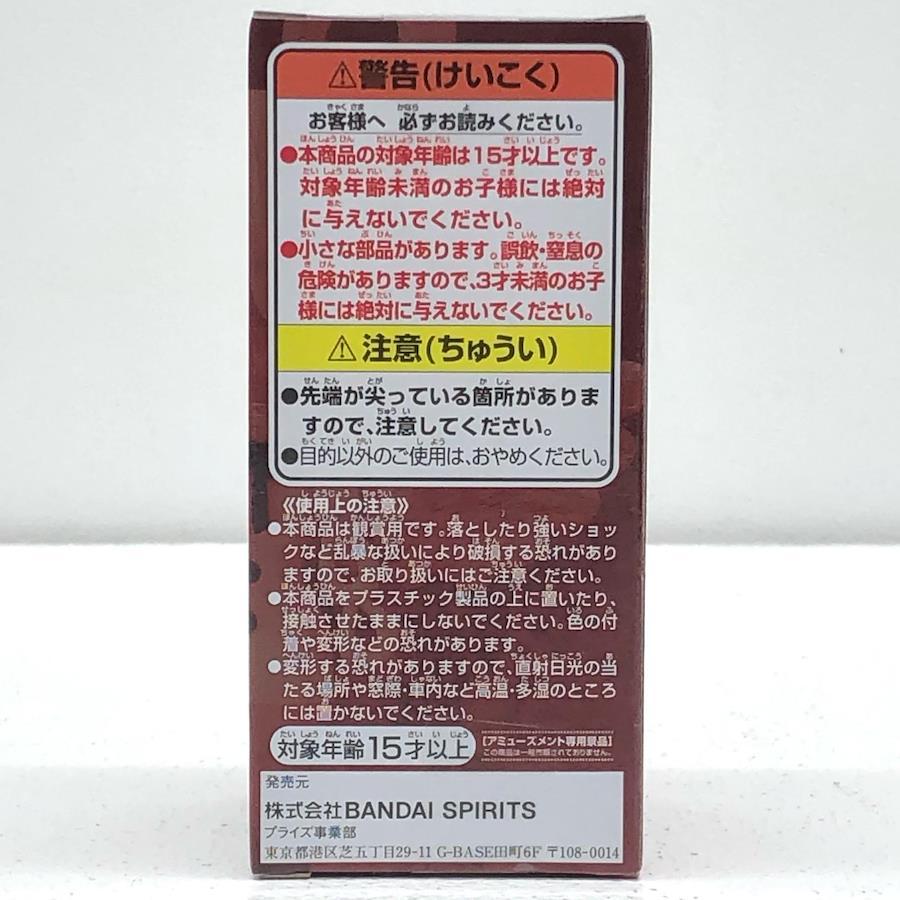 ⚠警告(けいこく)
お客様へ 必ずお読みください。
●本商品の対象年齢は15才以上です。
対象年齢未満のお子様には絶対
に与えないでください。
●小さな部品があります。誤飲・窒息の
危険がありますので、3才未満のお子
様には絶対に与えないでください。
⚠注意(ちゅうい)
●先端が尖っている箇所がありま
すので、注意してください。
●目的以外のご使用は、おやめください。
《使用上の注意》
●本商品は観賞用です。落としたり強いショッ
クなど乱暴な扱いにより破損する恐れがあり
ますので、お取り扱いにはご注意ください。
●本商品をプラスチック製品の上に置いたり、
接触させたままにしないでください。色の付
着や変形などの恐れがあります。
●変形する恐れがありますので、直射日光の当
たる場所や窓際・車内など高温・多湿のところ
には置かないでください。
対象年齢15才以上
【アミューズメント専用景品】
この商品は一般市販されておりません。
発売元
株式会社BANDAI SPIRITS
プライズ事業部
東京都港区芝五丁目29-11 G-BASE田町6F 〒108-0014